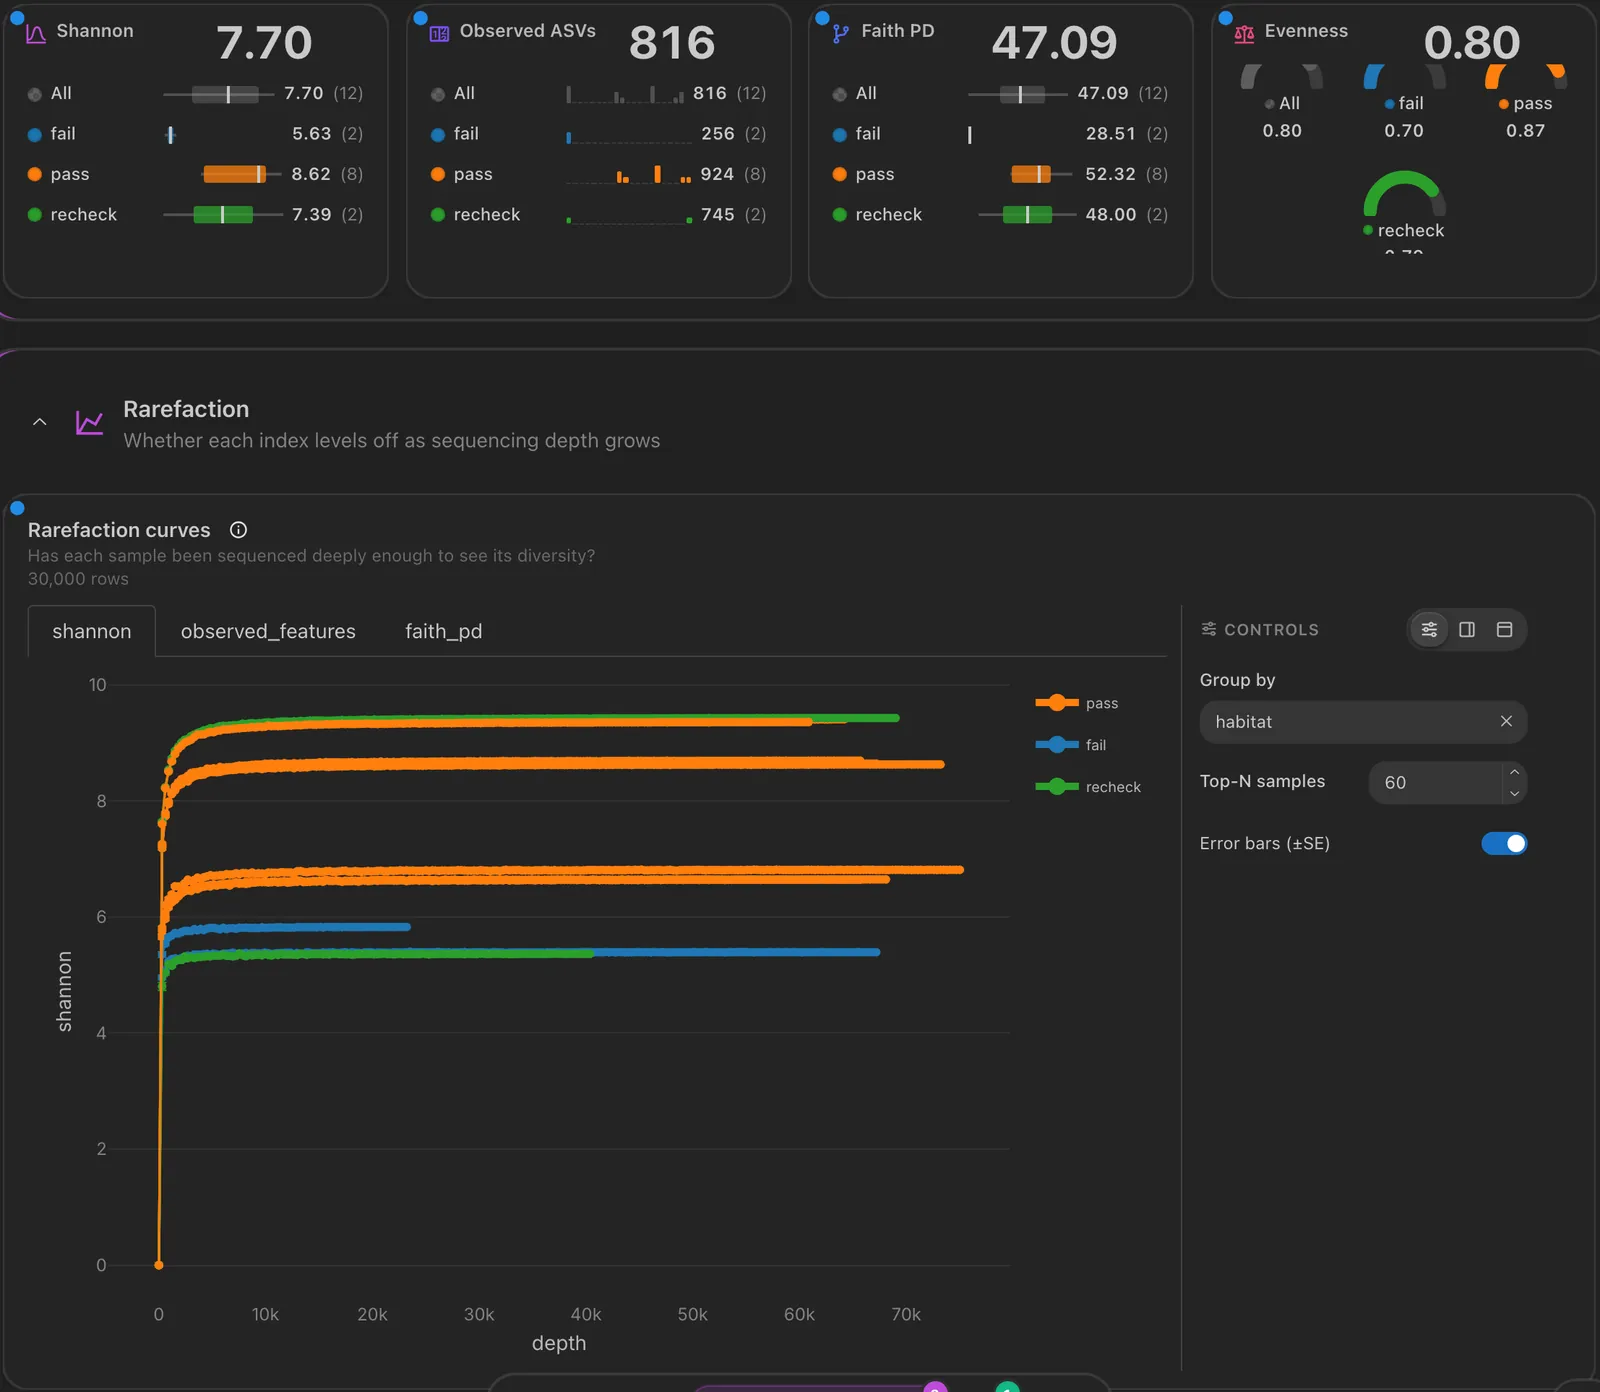 Shannon 7.70
All 7.70 (12)
fail 5.63 (2)
pass 8.62 (8)
recheck 7.39 (2)
Observed ASVs 816
All 816 (12)
fail 256 (2)
pass 924 (8)
recheck 745 (2)
Faith PD 47.09
All 47.09 (12)
fail 28.51 (2)
pass 52.32 (8)
recheck 48.00 (2)
Evenness 0.80
All fail pass
0.80 0.70 0.87
recheck
Rarefaction
Whether each index levels off as sequencing depth grows
Rarefaction curves
Has each sample been sequenced deeply enough to see its diversity?
30,000 rows
shannon observed_features faith_pd
10
8
6
4
2
0
shannon
0 10k 20k 30k 40k 50k 60k 70k
depth
pass
fail
recheck
CONTROLS
Group by
habitat
Top-N samples 60
Error bars (±SE)